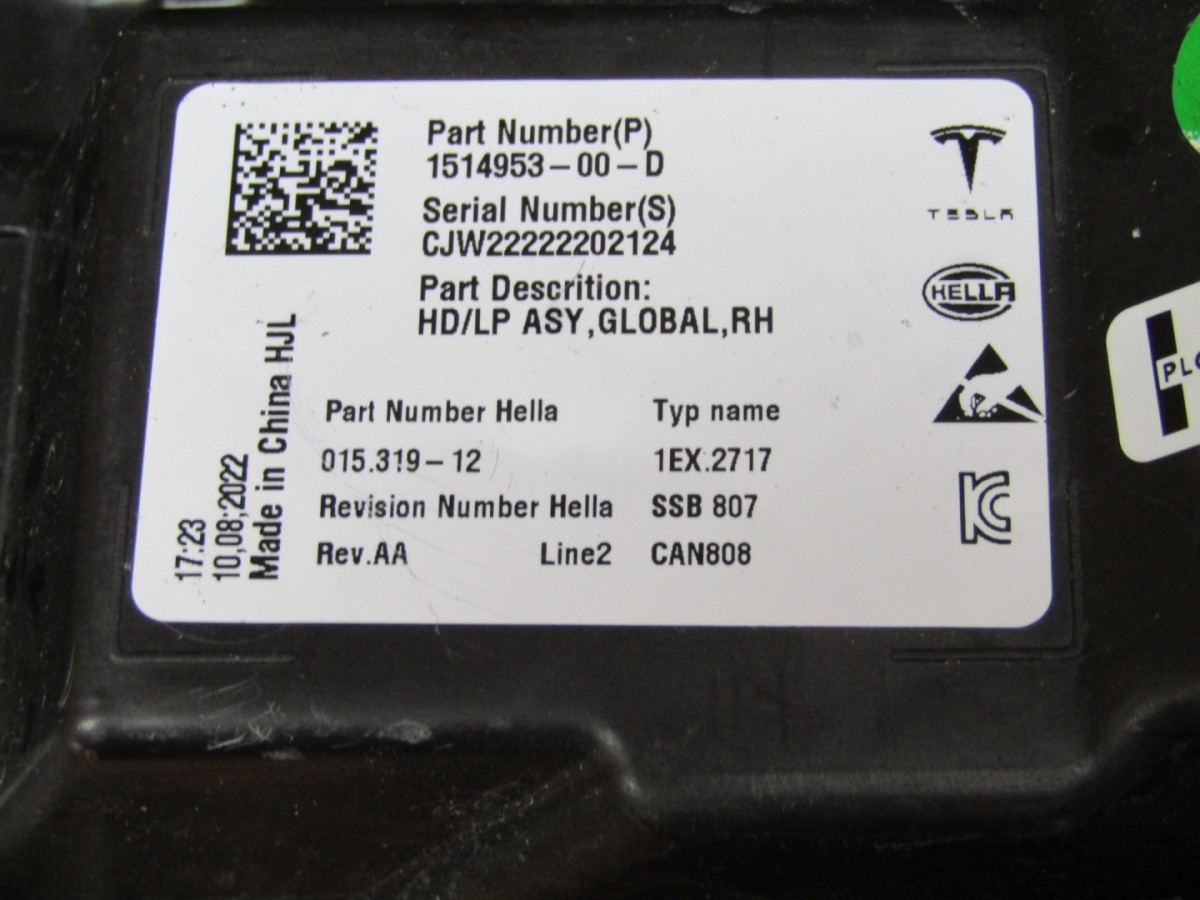 Part Number(P)
1514953-00-D
Serial Number(S)
CJW22222202124
Part Descrition:
HD/LP ASY,GLOBAL,RH
Part Number Hella Typ name
015.319-12 1EX.2717
Revision Number Hella SSB 807
Rev.AA Line2 CAN808
17:23
10,08;2022
Made in China HJL
TESLA
HELLA